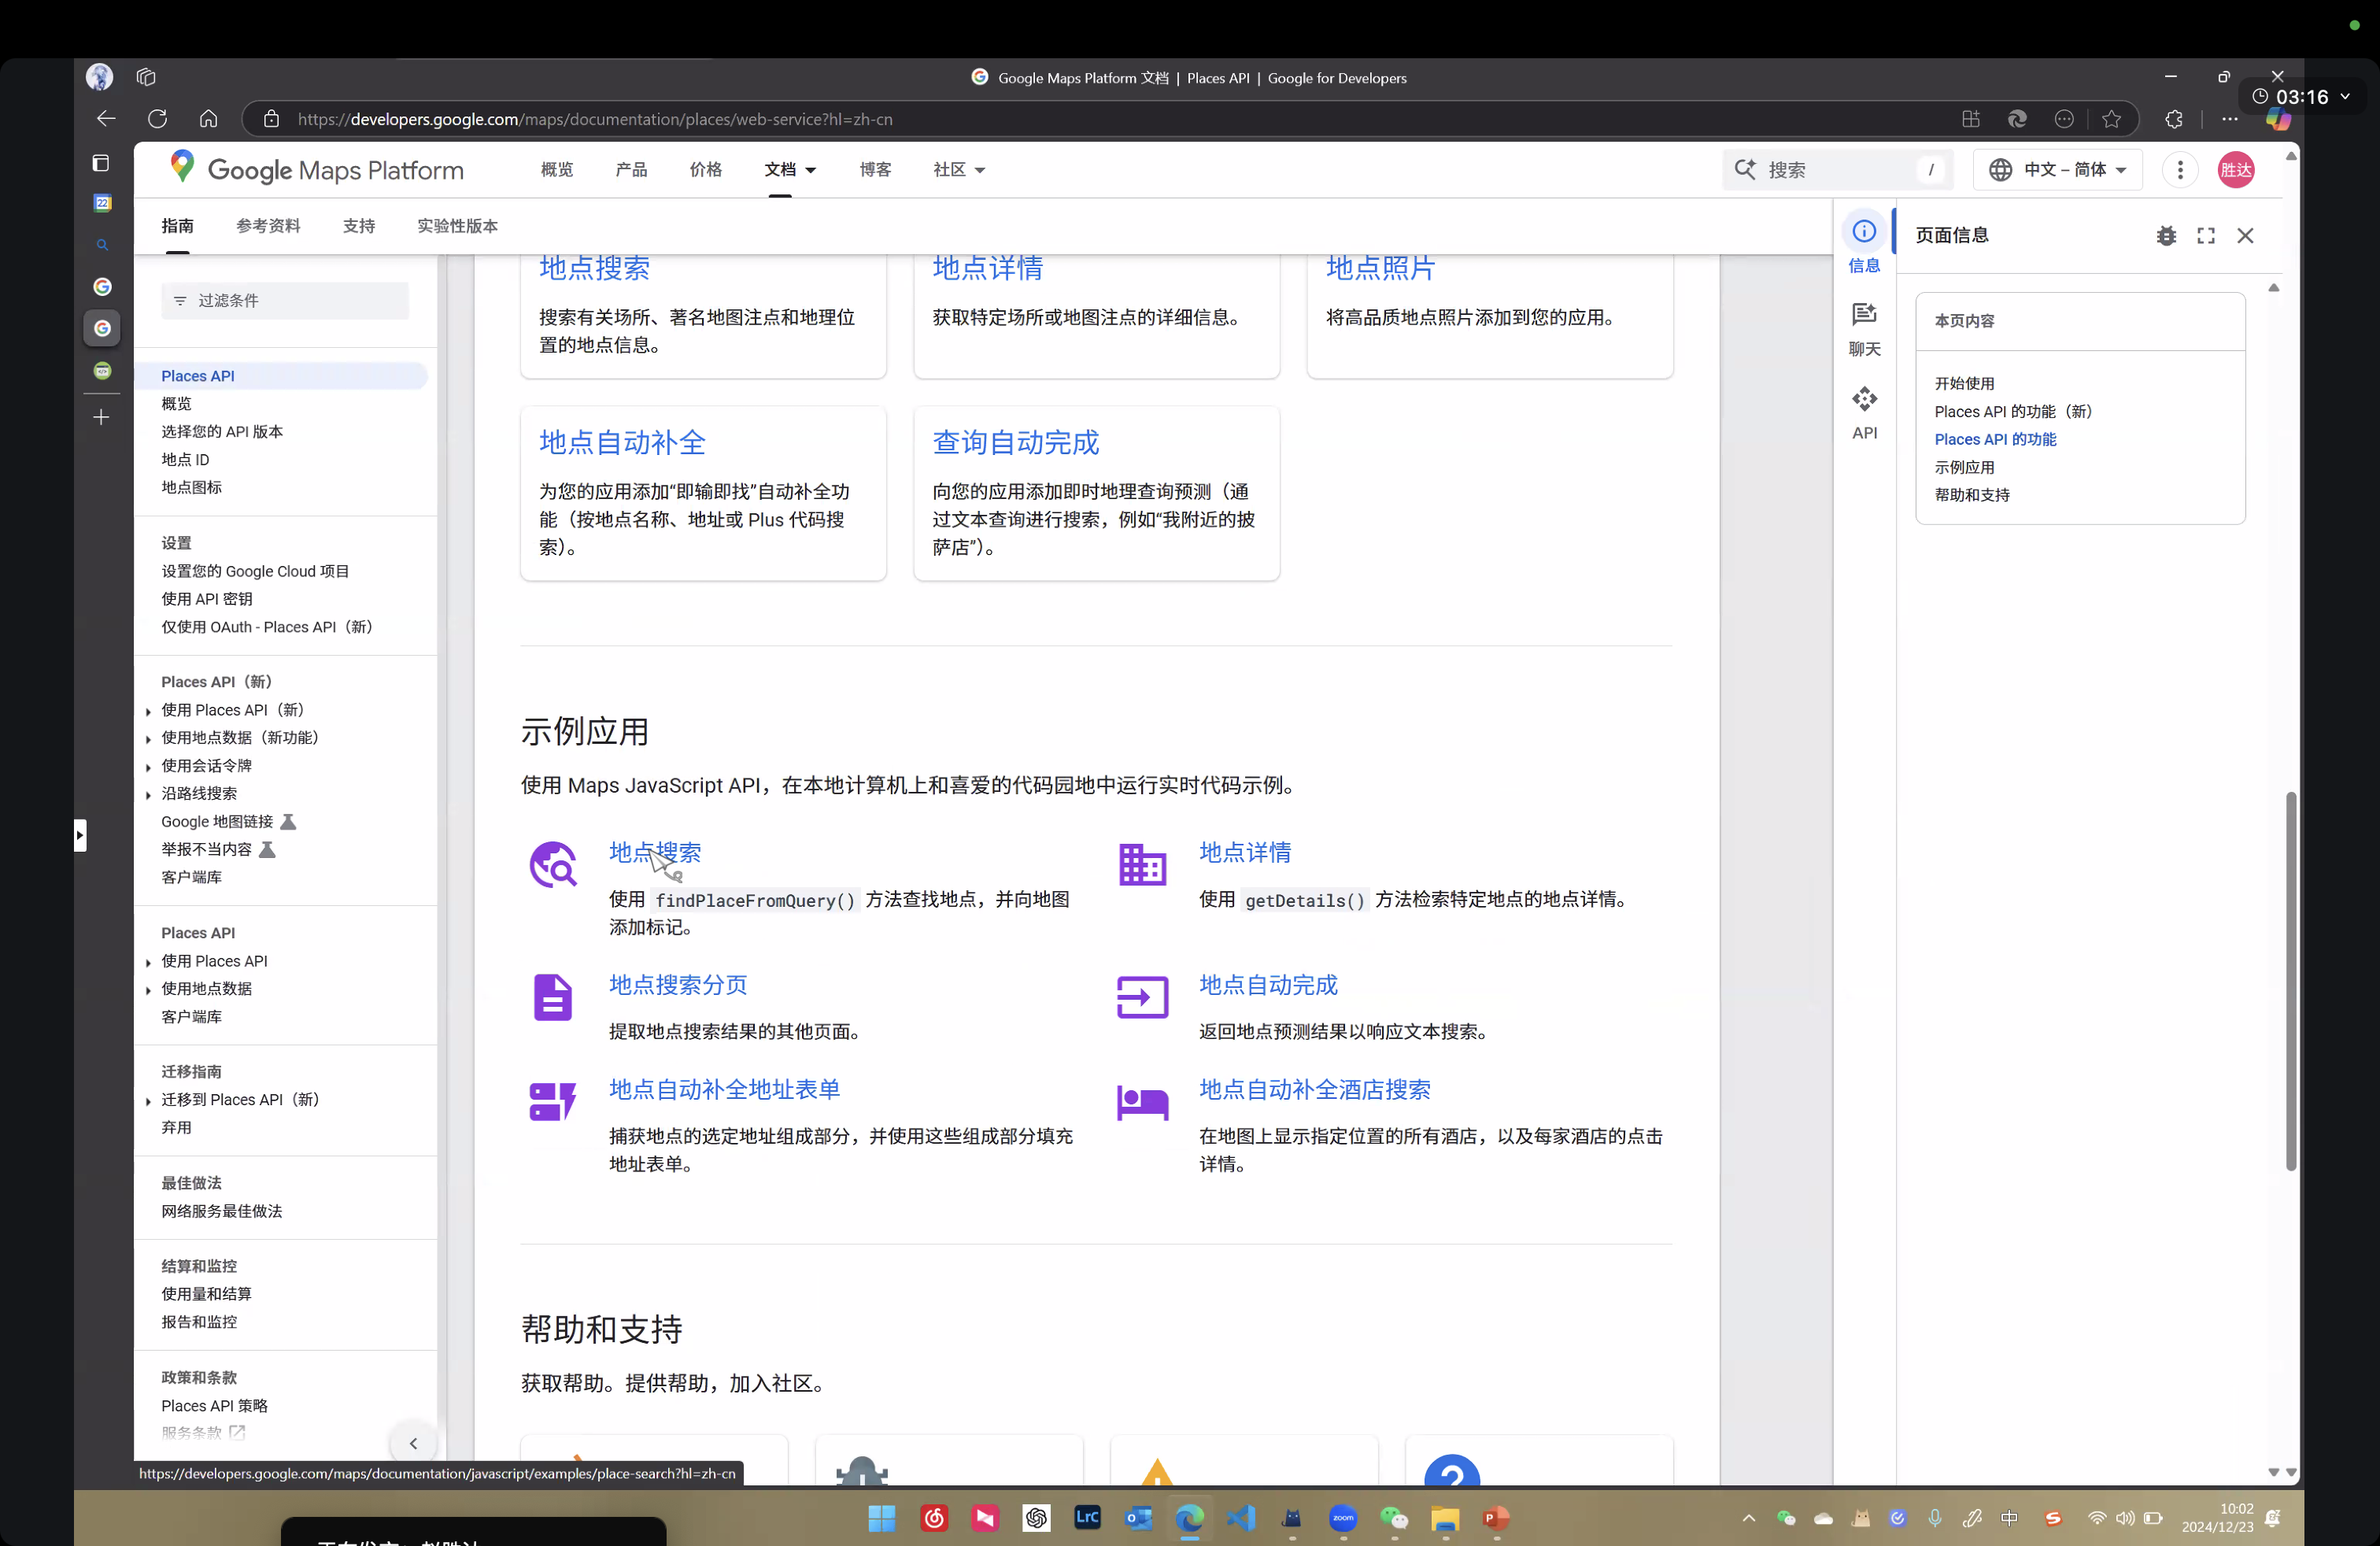 Google Maps Platform 文档 | Places API | Google for Developers
03:16
https://developers.google.com/maps/documentation/places/web-service?hl=zh-cn
Google Maps Platform
概览
产品
价格
文档
博客
社区
搜索
/
中文 – 简体
胜达
指南
参考资料
支持
实验性版本
过滤条件
Places API
概览
选择您的 API 版本
地点 ID
地点图标
设置
设置您的 Google Cloud 项目
使用 API 密钥
仅使用 OAuth - Places API（新）
Places API（新）
使用 Places API（新）
使用地点数据（新功能）
使用会话令牌
沿路线搜索
Google 地图链接
举报不当内容
客户端库
Places API
使用 Places API
使用地点数据
客户端库
迁移指南
迁移到 Places API（新）
弃用
最佳做法
网络服务最佳做法
结算和监控
使用量和结算
报告和监控
政策和条款
Places API 策略
服务条款
地点搜索
搜索有关场所、著名地图注点和地理位
置的地点信息。
地点详情
获取特定场所或地图注点的详细信息。
地点照片
将高品质地点照片添加到您的应用。
地点自动补全
为您的应用添加“即输即找”自动补全功
能（按地点名称、地址或 Plus 代码搜
索）。
查询自动完成
向您的应用添加即时地理查询预测（通
过文本查询进行搜索，例如“我附近的披
萨店”）。
示例应用
使用 Maps JavaScript API，在本地计算机上和喜爱的代码园地中运行实时代码示例。
地点搜索
使用 findPlaceFromQuery() 方法查找地点，并向地图
添加标记。
地点详情
使用 getDetails() 方法检索特定地点的地点详情。
地点搜索分页
提取地点搜索结果的其他页面。
地点自动完成
返回地点预测结果以响应文本搜索。
地点自动补全地址表单
捕获地点的选定地址组成部分，并使用这些组成部分填充
地址表单。
地点自动补全酒店搜索
在地图上显示指定位置的所有酒店，以及每家酒店的点击
详情。
帮助和支持
获取帮助。提供帮助，加入社区。
信息
聊天
API
页面信息
本页内容
开始使用
Places API 的功能（新）
Places API 的功能
示例应用
帮助和支持
https://developers.google.com/maps/documentation/javascript/examples/place-search?hl=zh-cn
22
LrC
zoom
中
10:02
2024/12/23